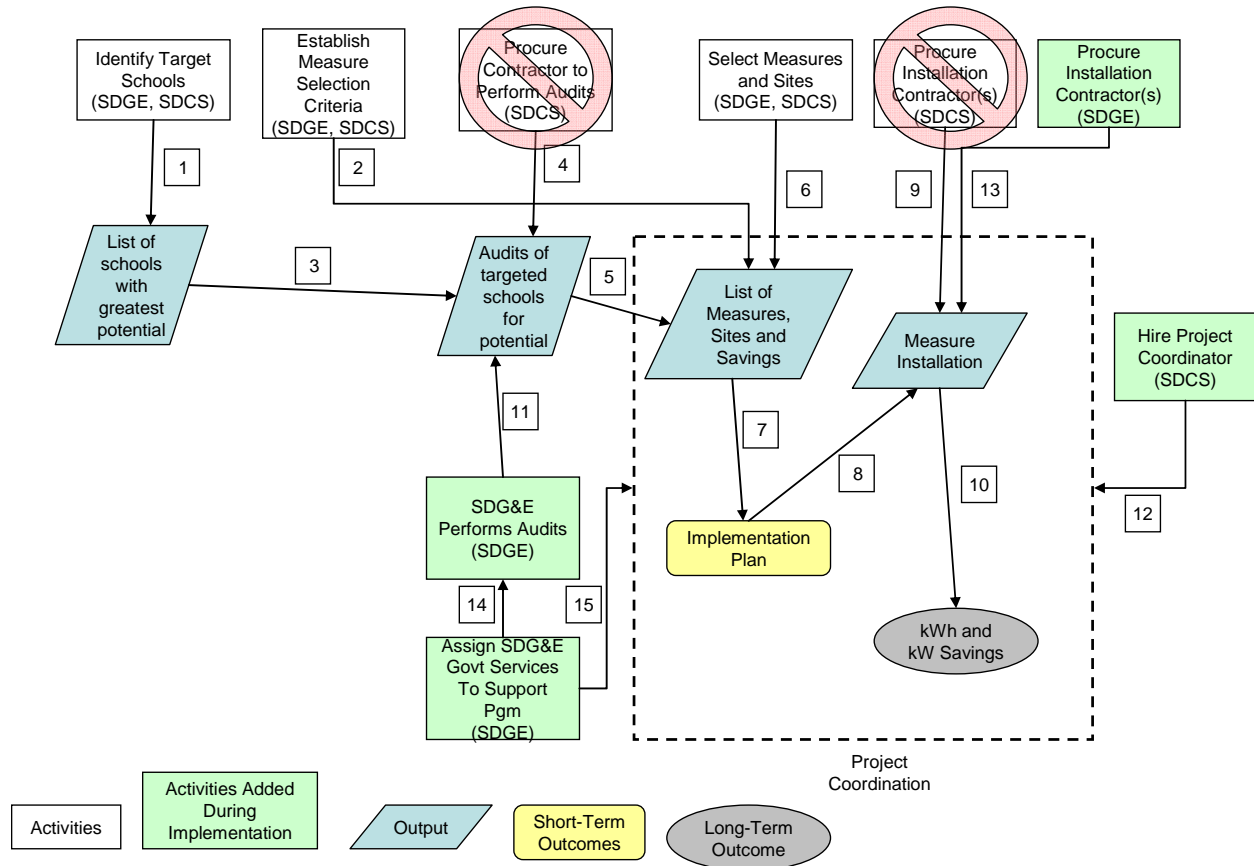 Identify Target
Schools
(SDGE, SDCS)
Establish
Measure
Selection
Criteria
(SDGE, SDCS)
Procure
Contractor to
Perform Audits
(SDCS)
Select Measures
and Sites
(SDGE, SDCS)
Procure
Installation
Contractor(s)
(SDCS)
Procure
Installation
Contractor(s)
(SDGE)
1
2
4
6
9
13
List of
schools
with
greatest
potential
3
Audits of
targeted
schools
for
potential
5
List of
Measures,
Sites and
Savings
Measure
Installation
Hire Project
Coordinator
(SDCS)
11
7
8
10
12
SDG&E
Performs Audits
(SDGE)
Implementation
Plan
14
15
Assign SDG&E
Govt Services
To Support
Pgm
(SDGE)
kWh and
kW Savings
Project
Coordination
Activities
Activities Added
During
Implementation
Output
Short-Term
Outcomes
Long-Term
Outcome